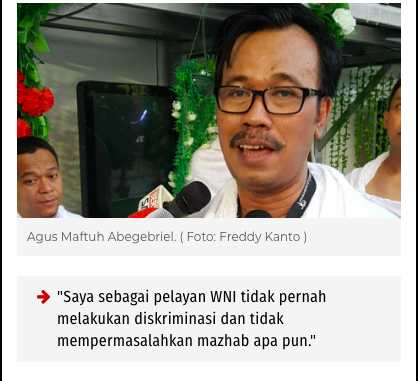 Agus Maftuh Abegebriel. ( Foto: Freddy Kanto )
"Saya sebagai pelayan WNI tidak pernah
melakukan diskriminasi dan tidak
mempermasalahkan mazhab apa pun."